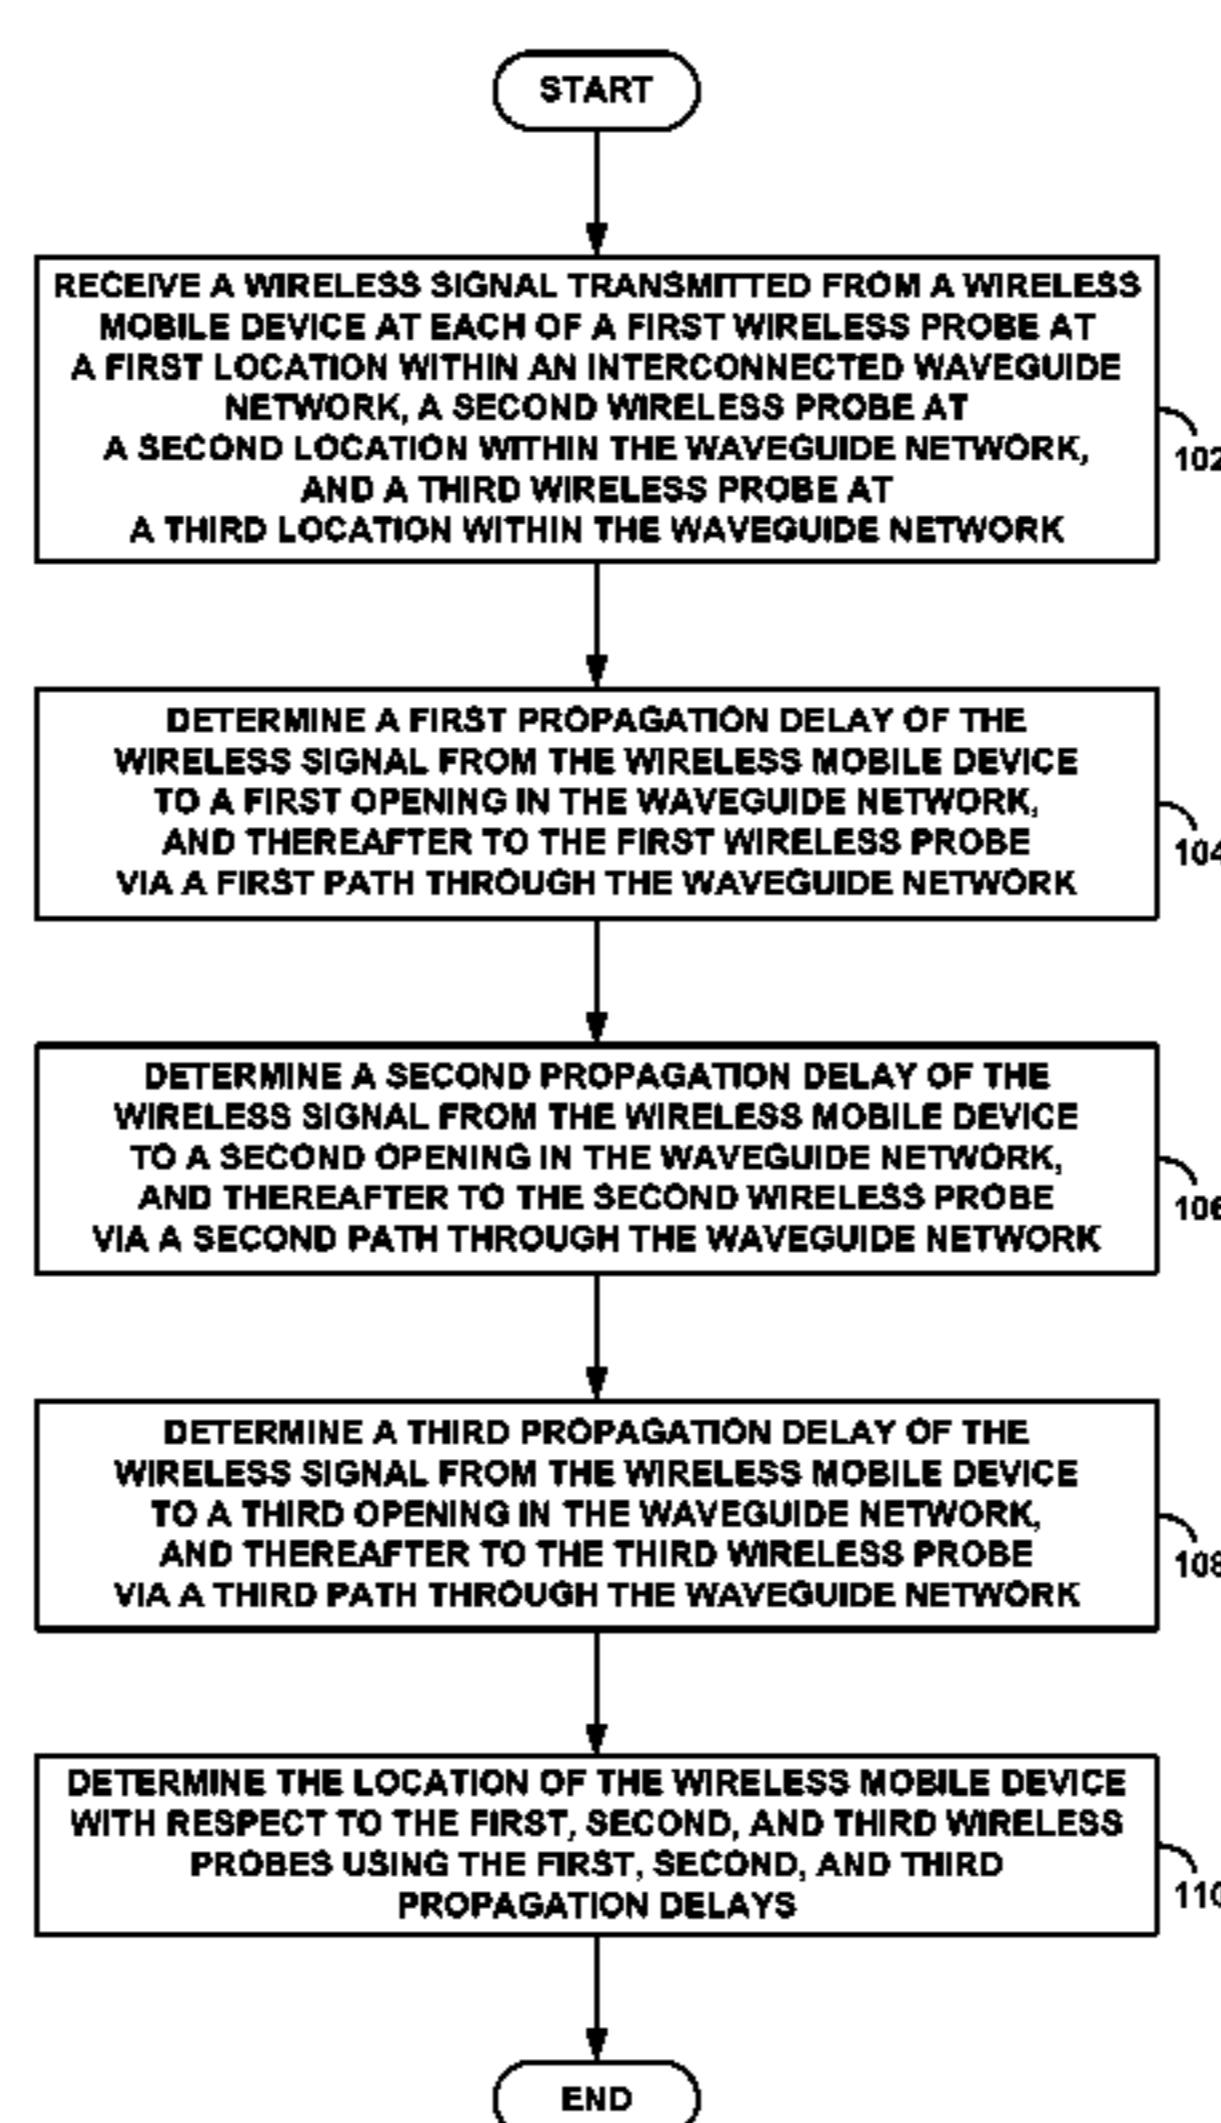 START
RECEIVE A WIRELESS SIGNAL TRANSMITTED FROM A WIRELESS
MOBILE DEVICE AT EACH OF A FIRST WIRELESS PROBE AT
A FIRST LOCATION WITHIN AN INTERCONNECTED WAVEGUIDE
NETWORK, A SECOND WIRELESS PROBE AT
A SECOND LOCATION WITHIN THE WAVEGUIDE NETWORK,
AND A THIRD WIRELESS PROBE AT
A THIRD LOCATION WITHIN THE WAVEGUIDE NETWORK
102
DETERMINE A FIRST PROPAGATION DELAY OF THE
WIRELESS SIGNAL FROM THE WIRELESS MOBILE DEVICE
TO A FIRST OPENING IN THE WAVEGUIDE NETWORK,
AND THEREAFTER TO THE FIRST WIRELESS PROBE
VIA A FIRST PATH THROUGH THE WAVEGUIDE NETWORK
104
DETERMINE A SECOND PROPAGATION DELAY OF THE
WIRELESS SIGNAL FROM THE WIRELESS MOBILE DEVICE
TO A SECOND OPENING IN THE WAVEGUIDE NETWORK,
AND THEREAFTER TO THE SECOND WIRELESS PROBE
VIA A SECOND PATH THROUGH THE WAVEGUIDE NETWORK
106
DETERMINE A THIRD PROPAGATION DELAY OF THE
WIRELESS SIGNAL FROM THE WIRELESS MOBILE DEVICE
TO A THIRD OPENING IN THE WAVEGUIDE NETWORK,
AND THEREAFTER TO THE THIRD WIRELESS PROBE
VIA A THIRD PATH THROUGH THE WAVEGUIDE NETWORK
108
DETERMINE THE LOCATION OF THE WIRELESS MOBILE DEVICE
WITH RESPECT TO THE FIRST, SECOND, AND THIRD WIRELESS
PROBES USING THE FIRST, SECOND, AND THIRD
PROPAGATION DELAYS
110
END